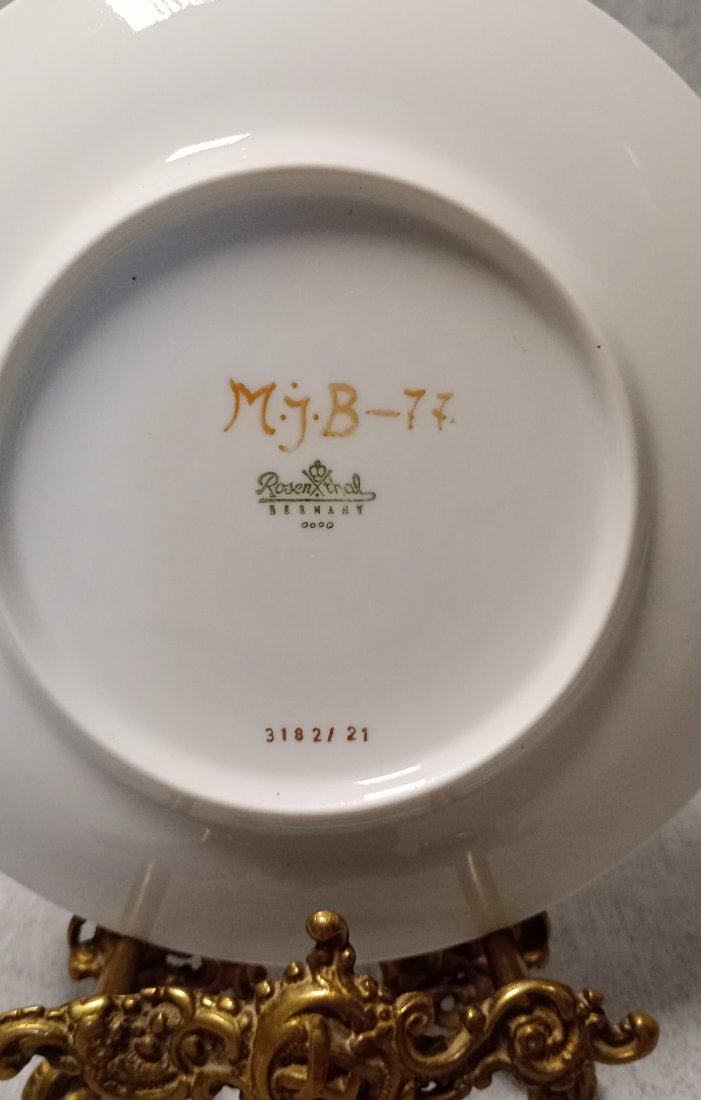 M.j.B-77.
Rosenthal
GERMANY
3182/21